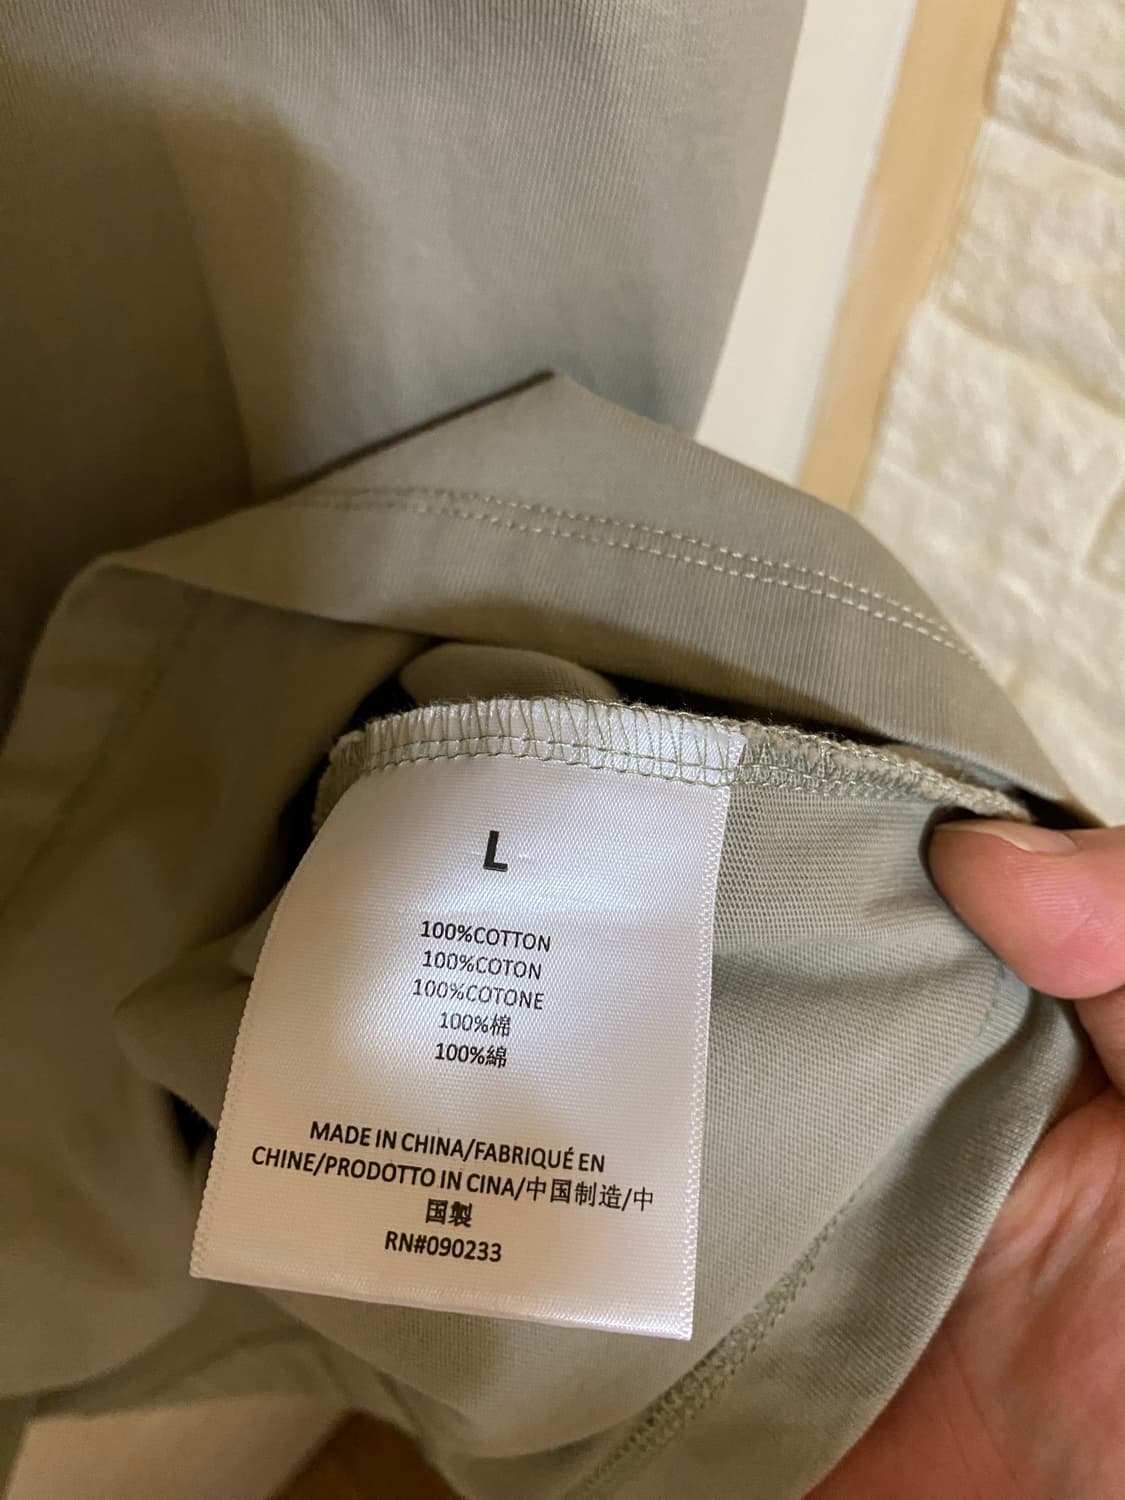 L
100%COTTON
100%COTON
100%COTONE
100%棉
100%綿
MADE IN CHINA/FABRIQUÉ EN
CHINE/PRODOTTO IN CINA/中国制造/中
国製
RN#090233